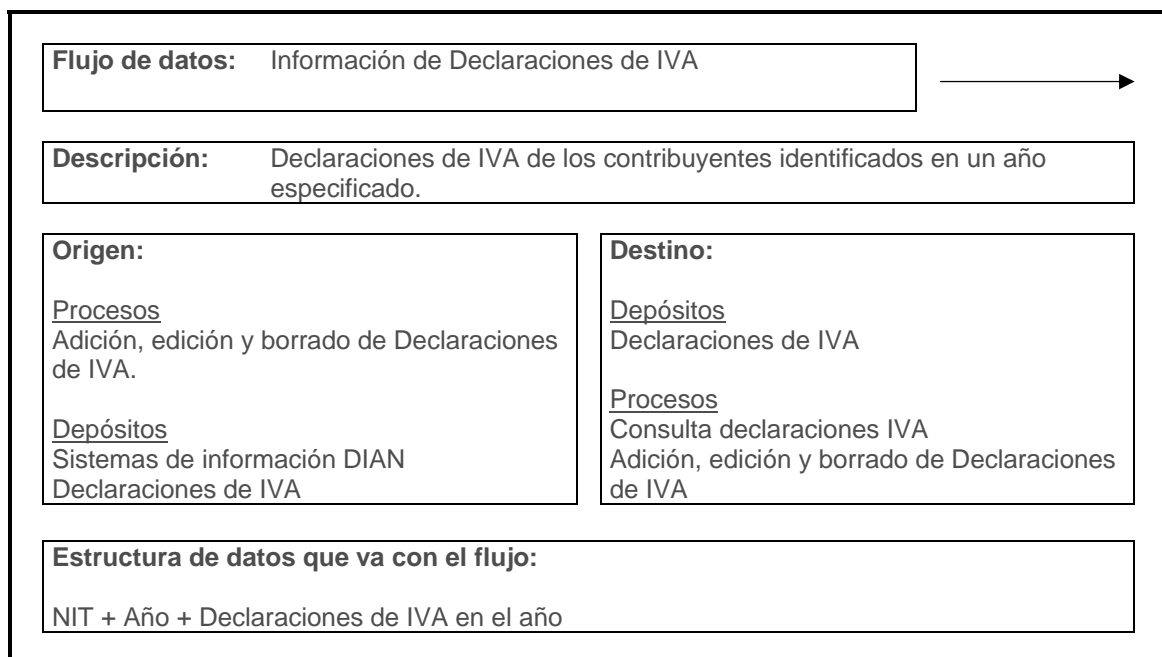 Flujo de datos: Información de Declaraciones de IVA
Descripción: Declaraciones de IVA de los contribuyentes identificados en un año
especificado.
Origen:
Procesos
Adición, edición y borrado de Declaraciones
de IVA.
Depósitos
Sistemas de información DIAN
Declaraciones de IVA
Destino:
Depósitos
Declaraciones de IVA
Procesos
Consulta declaraciones IVA
Adición, edición y borrado de Declaraciones
de IVA
Estructura de datos que va con el flujo:
NIT + Año + Declaraciones de IVA en el año